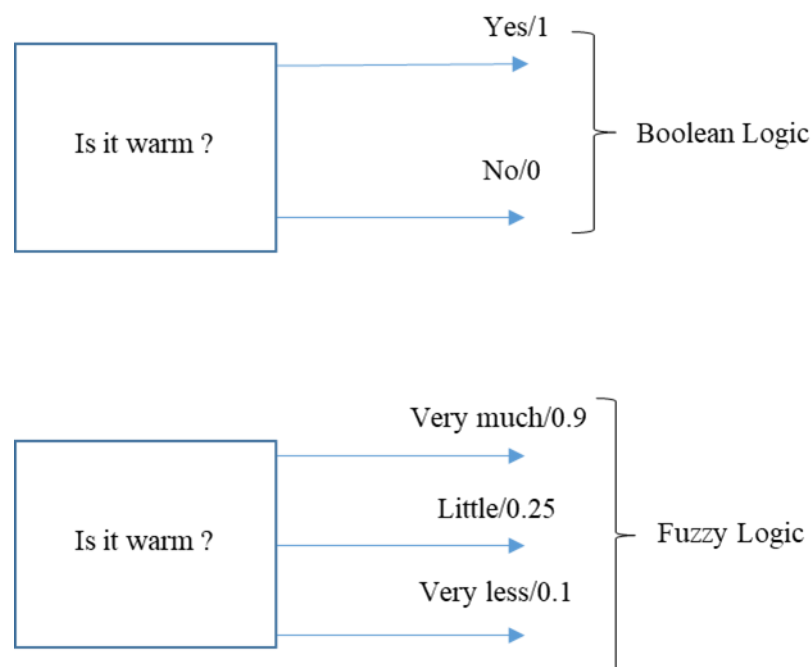 Yes/1
Is it warm ?
Boolean Logic
No/0
Very much/0.9
Little/0.25
Is it warm ?
Fuzzy Logic
Very less/0.1